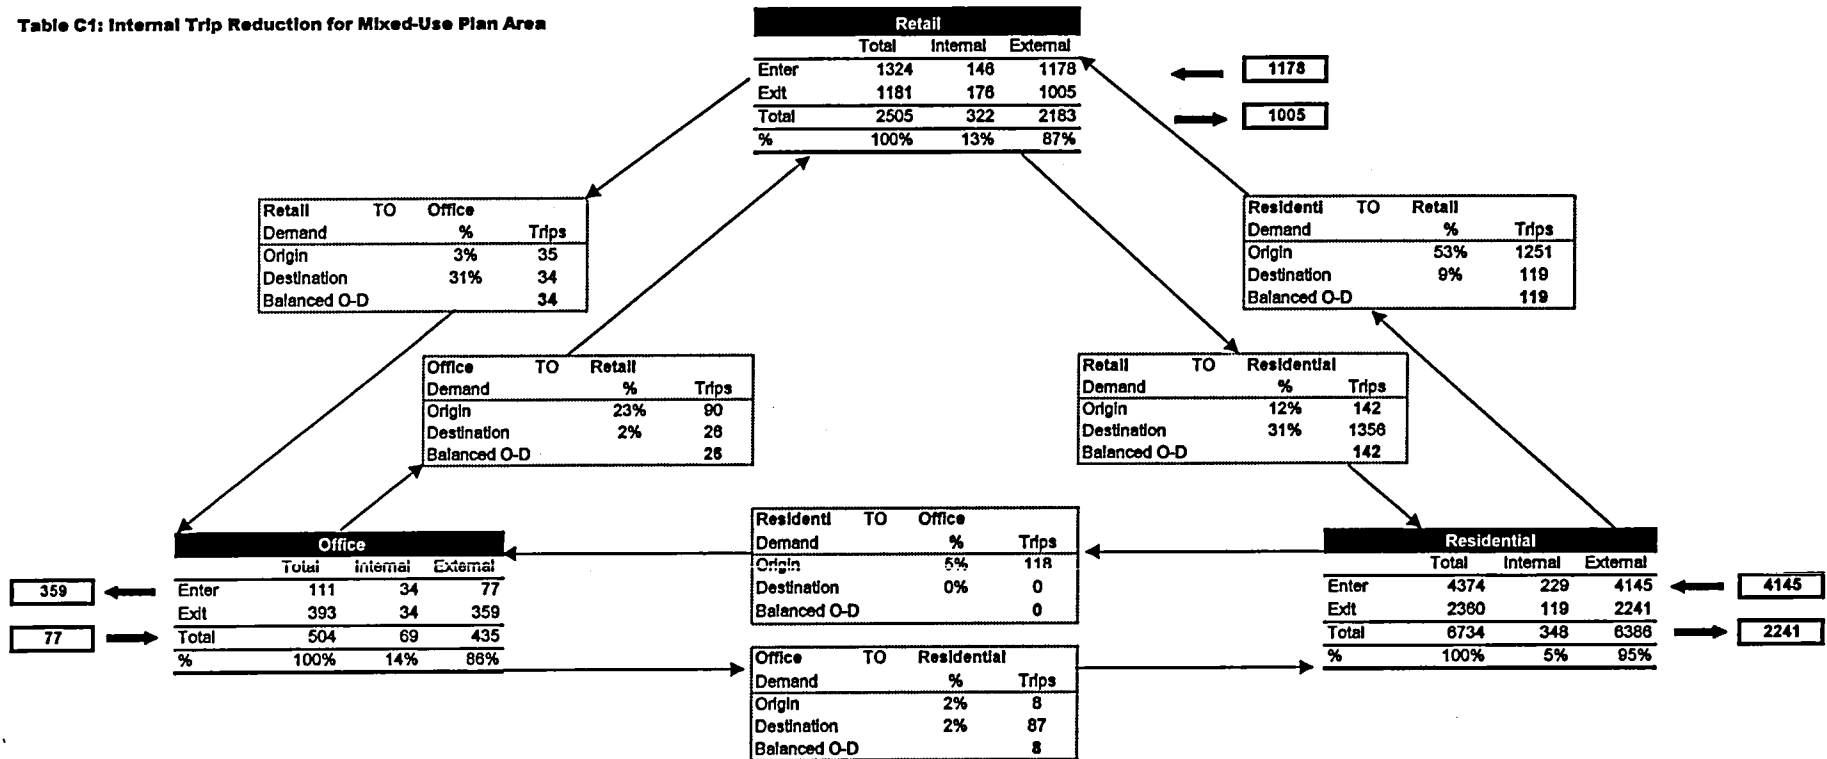 Table C1: Internal Trip Reduction for Mixed-Use Plan Area
Retail
Total Internal External
Enter 1324 146 1178
Exit 1181 176 1005
Total 2505 322 2183
% 100% 13% 87%
1178
1005
Retail TO Office
Demand % Trips
Origin 3% 35
Destination 31% 34
Balanced O-D 34
Residenti TO Retail
Demand % Trips
Origin 53% 1251
Destination 9% 119
Balanced O-D 119
Office TO Retail
Demand % Trips
Origin 23% 90
Destination 2% 26
Balanced O-D 26
Retail TO Residential
Demand % Trips
Origin 12% 142
Destination 31% 1356
Balanced O-D 142
Office
Total Internal External
Enter 111 34 77
Exit 393 34 359
Total 504 69 435
% 100% 14% 86%
359
77
Residenti TO Office
Demand % Trips
Origin 5% 118
Destination 0% 0
Balanced O-D 0
Residential
Total Internal External
Enter 4374 229 4145
Exit 2360 119 2241
Total 6734 348 6386
% 100% 5% 95%
4145
2241
Office TO Residential
Demand % Trips
Origin 2% 8
Destination 2% 87
Balanced O-D 8